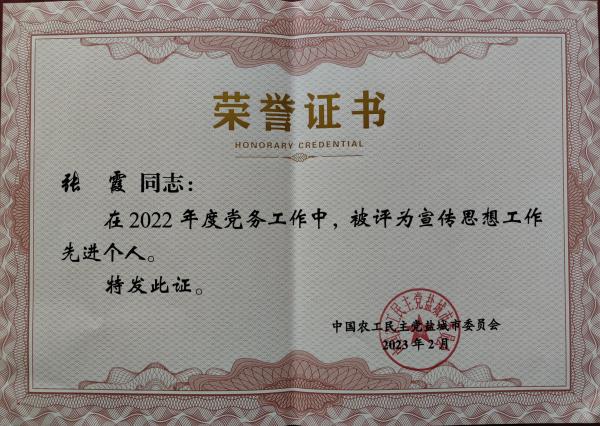 荣誉证书
HONORARY CREDENTIAL
张 霞 同志：
在2022年度党务工作中，被评为宣传思想工作
先进个人。
特发此证。
中国农工民主党盐城市委员会
2023年2月